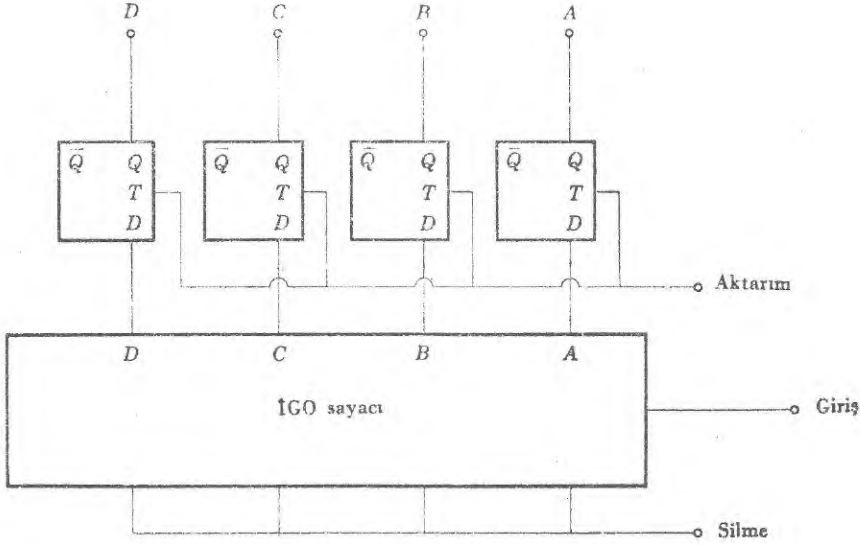 D C B A
Q̅ Q Q̅ Q Q̅ Q Q̅ Q
T T T T
D D D D
Aktarım
D C B A
İGO sayacı
Giriş
Silme